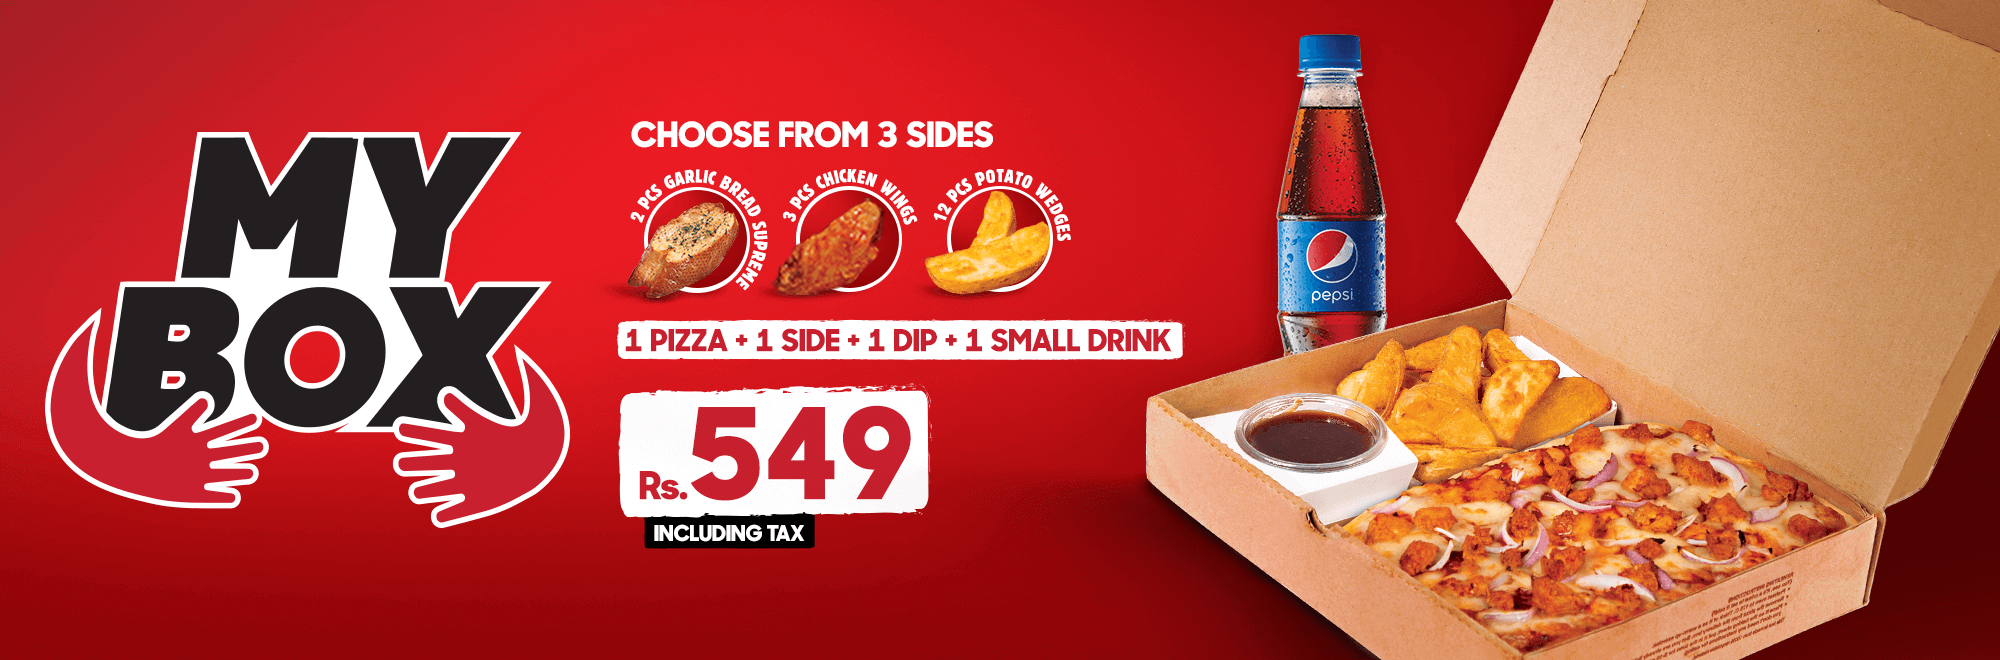 MY
BOX
CHOOSE FROM 3 SIDES
2 PCS GARLIC BREAD SUPREME
3 PCS CHICKEN WINGS
12 PCS POTATO WEDGES
1 PIZZA + 1 SIDE + 1 DIP + 1 SMALL DRINK
Rs.549
INCLUDING TAX
pepsi